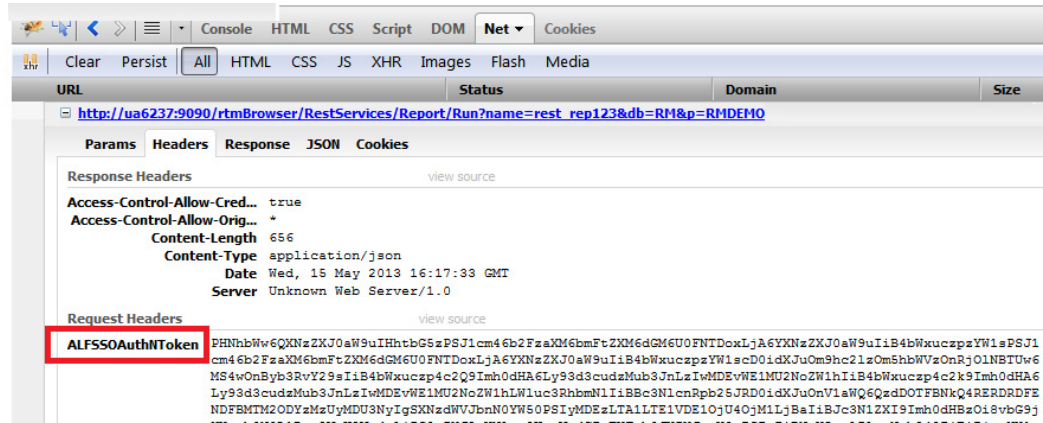 Console HTML CSS Script DOM Net Cookies
xhr Clear Persist All HTML CSS JS XHR Images Flash Media
URL Status Domain Size
http://ua6237:9090/rtmBrowser/RestServices/Report/Run?name=rest_rep123&db=RM&p=RMDEMO
Params Headers Response JSON Cookies
Response Headers view source
Access-Control-Allow-Cred... true
Access-Control-Allow-Orig... *
Content-Length 656
Content-Type application/json
Date Wed, 15 May 2013 16:17:33 GMT
Server Unknown Web Server/1.0
Request Headers view source
ALFSSOAuthNToken PHNhbWw6QXNzZXJ0aW9uIHhtbG5zPSJ1cm46b2FzaXM6bmFtZXM6dGM6U0FNTDoxLjA6YXNzZXJ0aW9uIiB4bWxuczpzYW1sPSJ1
cm46b2FzaXM6bmFtZXM6dGM6U0FNTDoxLjA6YXNzZXJ0aW9uIiB4bWxuczpzYW1scD0idXJuOm9hc2lzOm5hbWVzOnRjOlNBTUw6
MS4wOnByb3RvY29sIiB4bWxuczp4c2Q9Imh0dHA6Ly93d3cudzMub3JnLzIwMDEvWE1MU2NoZW1hIiB4bWxuczp4c2k9Imh0dHA6
Ly93d3cudzMub3JnLzIwMDEvWE1MU2NoZW1hLWluc3RhbmNlIiBBc3NlcnRpb25JRD0idXJuOnV1aWQ6QzdDOTFBNkQ4RERDRDFE
NDFBMTM2ODYzMzUyMDU3NyIgSXNzdWVJbnN0YW50PSIyMDEzLTA1LTE1VDE1OjU4OjM1LjBaIiBJc3N1ZXI9Imh0dHBzOi8vbG9j